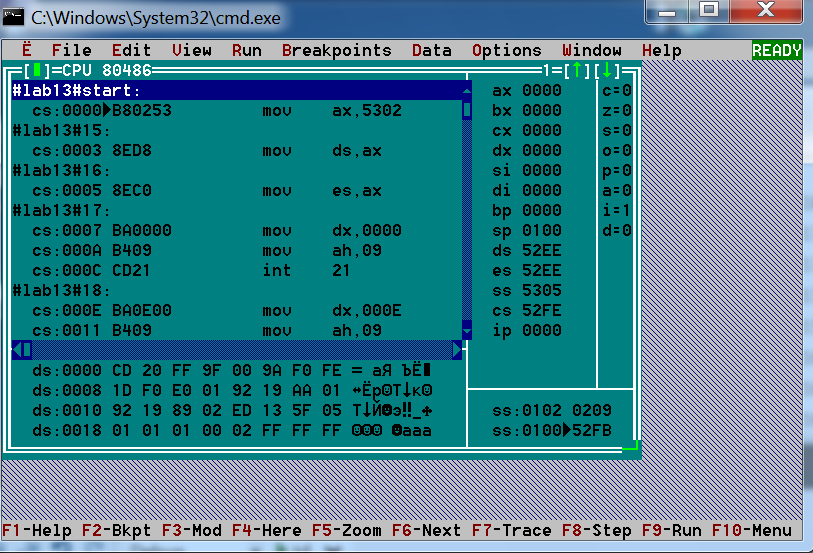 C:\Windows\System32\cmd.exe
Ë File Edit View Run Breakpoints Data Options Window Help READY
[▮]=CPU 80486 1=[↑][↓]
#lab13#start: ax 0000 c=0
cs:0000►B80253 mov ax,5302 bx 0000 z=0
#lab13#15: cx 0000 s=0
cs:0003 8ED8 mov ds,ax dx 0000 o=0
#lab13#16: si 0000 p=0
cs:0005 8EC0 mov es,ax di 0000 a=0
#lab13#17: bp 0000 i=1
cs:0007 BA0000 mov dx,0000 sp 0100 d=0
cs:000A B409 mov ah,09 ds 52EE
cs:000C CD21 int 21 es 52EE
#lab13#18: ss 5305
cs:000E BA0E00 mov dx,000E cs 52FE
cs:0011 B409 mov ah,09 ip 0000
ds:0000 CD 20 FF 9F 00 9A F0 FE = аЯ ЪЁ■
ds:0008 1D F0 E0 01 92 19 AA 01 ↔Ёр☺Т↓к☺
ds:0010 92 19 89 02 ED 13 5F 05 Т↓Й☻э‼_♣ ss:0102 0209
ds:0018 01 01 01 00 02 FF FF FF ☺☺☺ ☻aaa ss:0100►52FB
F1-Help F2-Bkpt F3-Mod F4-Here F5-Zoom F6-Next F7-Trace F8-Step F9-Run F10-Menu